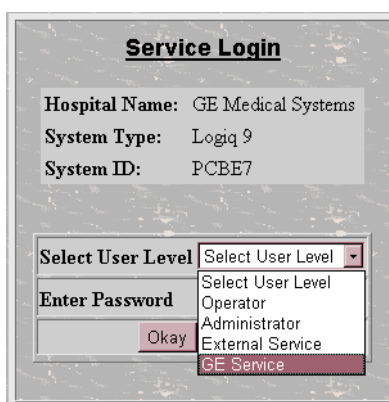 Service Login
Hospital Name: GE Medical Systems
System Type: Logiq 9
System ID: PCBE7
Select User Level Select User Level
Select User Level
Operator
Administrator
External Service
GE Service
Enter Password
Okay